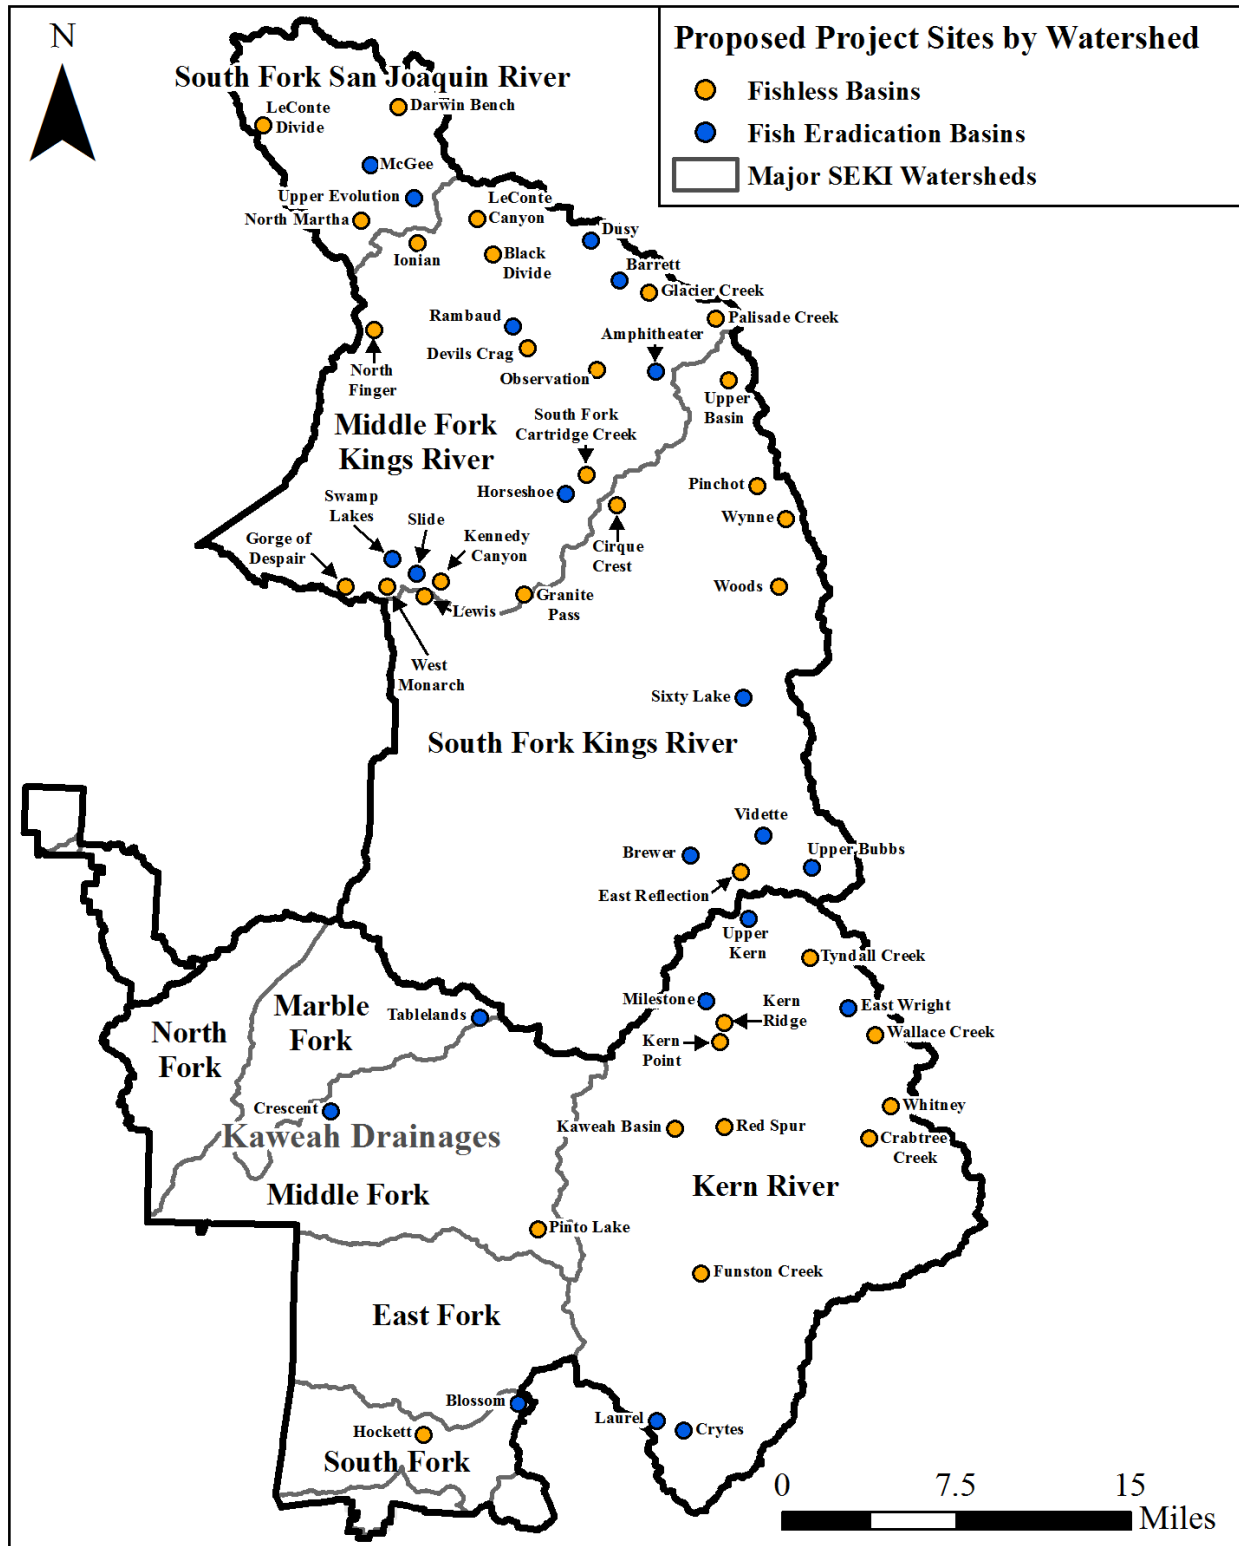 N
Proposed Project Sites by Watershed
Fishless Basins
Fish Eradication Basins
Major SEKI Watersheds
South Fork San Joaquin River
LeConte
Divide
Darwin Bench
McGee
Upper Evolution
North Martha
LeConte
Canyon
Ionian
Black
Divide
Dusy
Barrett
Glacier Creek
Palisade Creek
Rambaud
Amphitheater
Devils Crag
Observation
North
Finger
Upper
Basin
Middle Fork
Kings River
South Fork
Cartridge Creek
Horseshoe
Pinchot
Wynne
Swamp
Lakes
Slide
Kennedy
Canyon
Gorge of
Despair
Cirque
Crest
Woods
Lewis
Granite
Pass
West
Monarch
Sixty Lake
South Fork Kings River
Vidette
Brewer
Upper Bubbs
East Reflection
Upper
Kern
Tyndall Creek
Marble
Fork
North
Fork
Tablelands
Milestone
Kern
Ridge
East Wright
Kern
Point
Wallace Creek
Crescent
Kaweah Drainages
Kaweah Basin
Red Spur
Whitney
Crabtree
Creek
Middle Fork
Kern River
Pinto Lake
Funston Creek
East Fork
Blossom
Hockett
South Fork
Laurel
Crytes
0
7.5
15
Miles